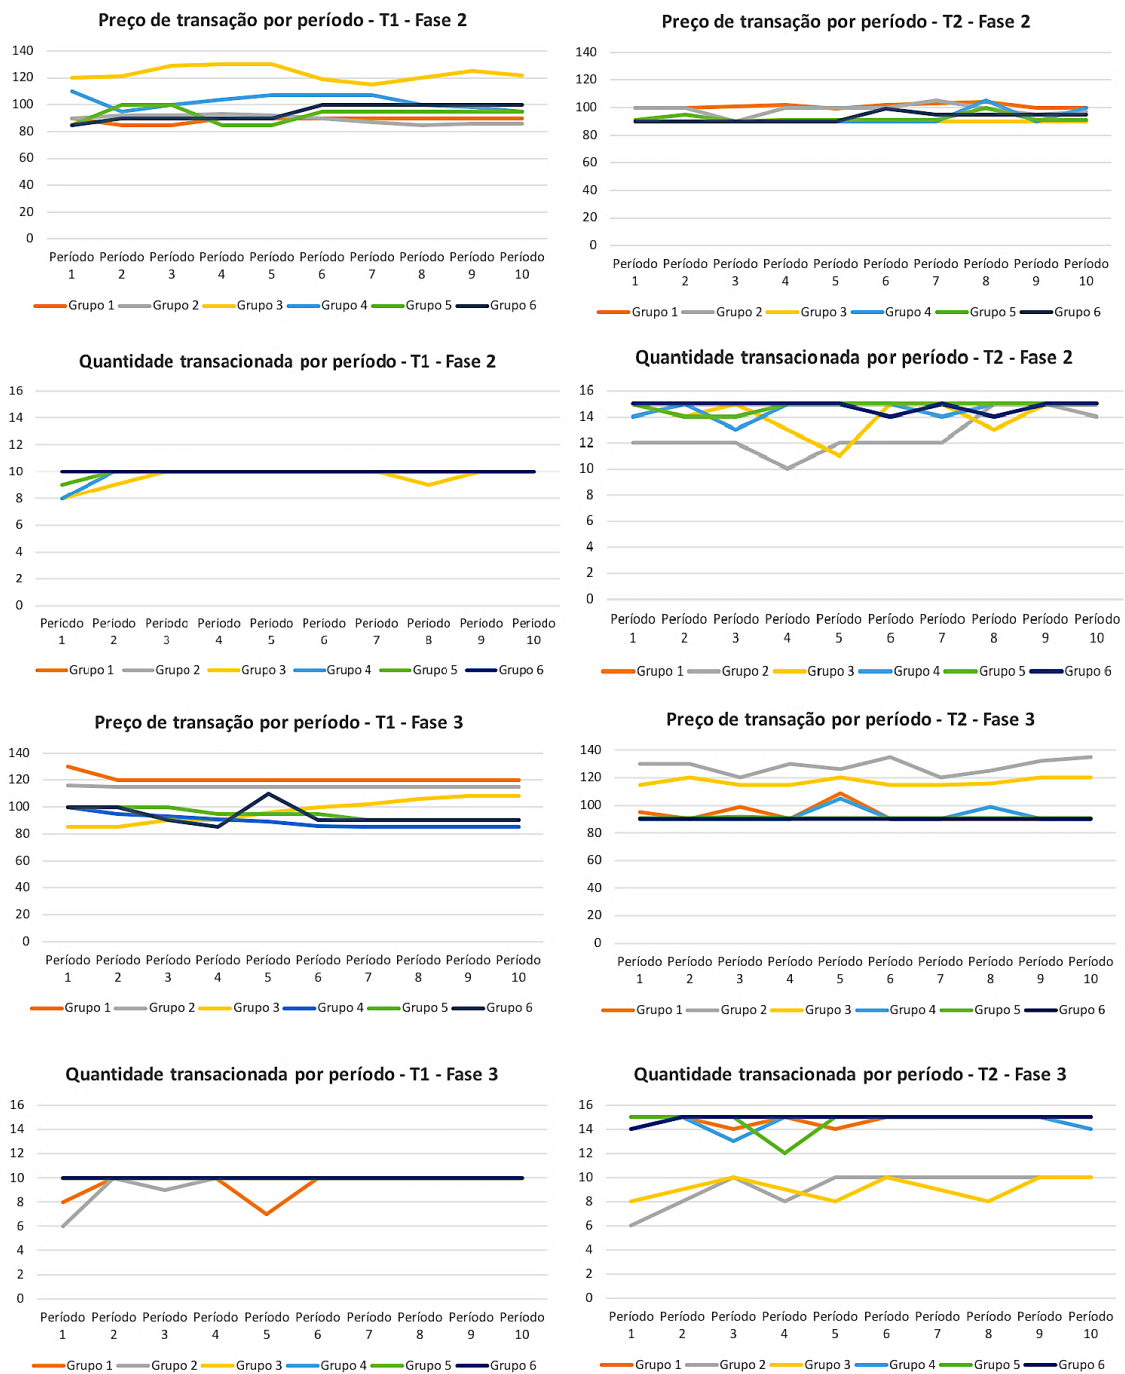 Preço de transação por período - T1 - Fase 2
140
120
100
80
60
40
20
0
Período Período Período Período Período Período Período Período Período Período
1 2 3 4 5 6 7 8 9 10
Grupo 1 Grupo 2 Grupo 3 Grupo 4 Grupo 5 Grupo 6
Preço de transação por período - T2 - Fase 2
140
120
100
80
60
40
20
0
Período Período Período Período Período Período Período Período Período Período
1 2 3 4 5 6 7 8 9 10
Grupo 1 Grupo 2 Grupo 3 Grupo 4 Grupo 5 Grupo 6
Quantidade transacionada por período - T1 - Fase 2
16
14
12
10
8
6
4
2
0
Período Período Período Período Período Período Período Período Período Período
1 2 3 4 5 6 7 8 9 10
Grupo 1 Grupo 2 Grupo 3 Grupo 4 Grupo 5 Grupo 6
Quantidade transacionada por período - T2 - Fase 2
16
14
12
10
8
6
4
2
0
Período Período Período Período Período Período Período Período Período Período
1 2 3 4 5 6 7 8 9 10
Grupo 1 Grupo 2 Grupo 3 Grupo 4 Grupo 5 Grupo 6
Preço de transação por período - T1 - Fase 3
140
120
100
80
60
40
20
0
Período Período Período Período Período Período Período Período Período Período
1 2 3 4 5 6 7 8 9 10
Grupo 1 Grupo 2 Grupo 3 Grupo 4 Grupo 5 Grupo 6
Preço de transação por período - T2 - Fase 3
140
120
100
80
60
40
20
0
Período Período Período Período Período Período Período Período Período Período
1 2 3 4 5 6 7 8 9 10
Grupo 1 Grupo 2 Grupo 3 Grupo 4 Grupo 5 Grupo 6
Quantidade transacionada por período - T1 - Fase 3
16
14
12
10
8
6
4
2
0
Período Período Período Período Período Período Período Período Período Período
1 2 3 4 5 6 7 8 9 10
Grupo 1 Grupo 2 Grupo 3 Grupo 4 Grupo 5 Grupo 6
Quantidade transacionada por período - T2 - Fase 3
16
14
12
10
8
6
4
2
0
Período Período Período Período Período Período Período Período Período Período
1 2 3 4 5 6 7 8 9 10
Grupo 1 Grupo 2 Grupo 3 Grupo 4 Grupo 5 Grupo 6